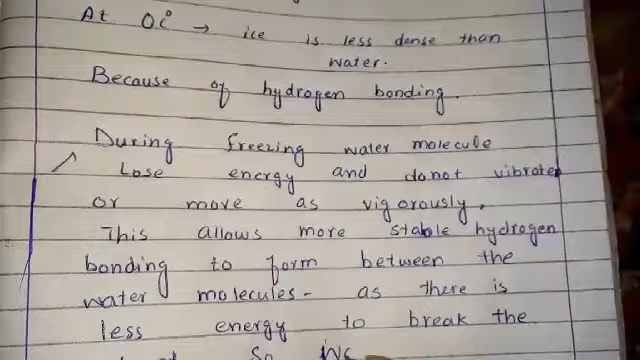 At 0c° → ice is less dense than
water.
Because of hydrogen bonding.
During freezing water molecule
Lose energy and donot vibrate
or move as vigorously.
This allows more stable hydrogen
bonding to form between the
water molecules- as there is
less energy to break the
So